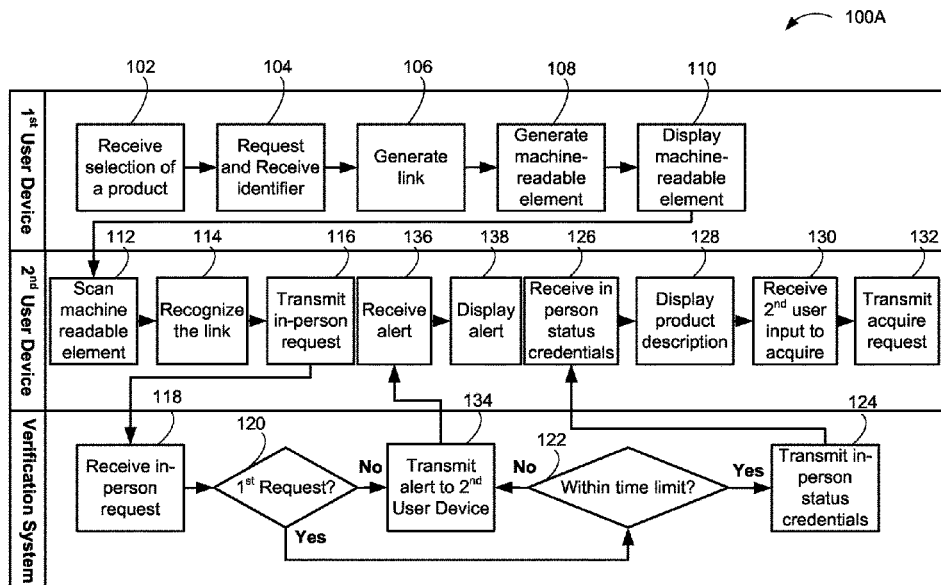 100A
102
104
106
108
110
1st User Device
Receive
selection of
a product
Request
and Receive
identifier
Generate
link
Generate
machine-
readable
element
Display
machine-
readable
element
112
114
116
136
138
126
128
130
132
2nd User Device
Scan
machine
readable
element
Recognize
the link
Transmit
in-person
request
Receive
alert
Display
alert
Receive in
person
status
credentials
Display
product
description
Receive
2nd user
input to
acquire
Transmit
acquire
request
118
120
134
122
124
Verification System
Receive in-
person
request
1st Request?
No
Yes
Transmit
alert to 2nd
User Device
No
Within time limit?
Yes
Transmit in-
person
status
credentials